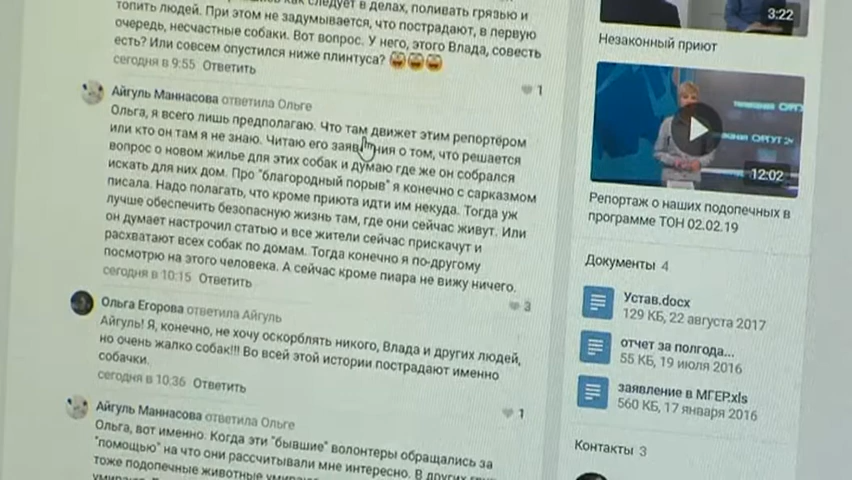 как следует в делах, поливать грязью и
топить людей. При этом не задумывается, что пострадают, в первую
очередь, несчастные собаки. Вот вопрос. У него, этого Влада, совесть
есть? Или совсем опустился ниже плинтуса?
сегодня в 9:55 Ответить
1
Айгуль Маннасова ответила Ольге
Ольга, я всего лишь предполагаю. Что там движет этим репортёром
или кто он там я не знаю. Читаю его о том, что решается
вопрос о новом жилье для этих собак и думаю где же он собрался
искать для них дом. Про "благородный порыв" я конечно с сарказмом
писала. Надо полагать, что кроме приюта идти им некуда. Тогда уж
лучше обеспечить безопасную жизнь там, где они сейчас живут. Или
он думает настрочил статью и все жители сейчас прискачут и
расхватают всех собак по домам. Тогда конечно я по-другому
посмотрю на этого человека. А сейчас кроме пиара не вижу ничего.
сегодня в 10:15 Ответить
3
Ольга Егорова ответила Айгуль
Айгуль! Я, конечно, не хочу оскорблять никого, Влада и других людей,
но очень жалко собак!!! Во всей этой истории пострадают именно
собачки.
сегодня в 10:36 Ответить
1
Айгуль Маннасова ответила Ольге
Ольга, вот именно. Когда эти "бывшие" волонтеры обращались за
"помощью" на что они рассчитывали мне интересно. В других
тоже подопечные животные
3:22
Незаконный приют
12:02
Репортаж о наших подопечных в
программе ТОН 02.02.19
Документы 4
Устав.docx
129 КБ, 22 августа 2017
отчет за полгода...
55 КБ, 19 июля 2016
заявление в МГЕР.xls
560 КБ, 17 января 2016
Контакты 3